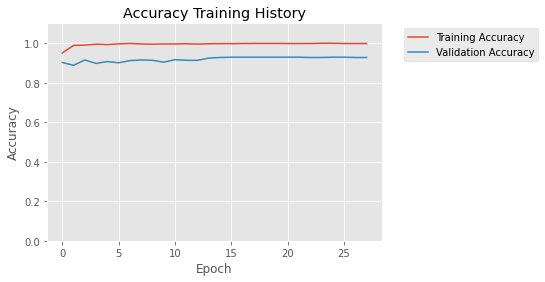 Accuracy Training History
Training Accuracy
Validation Accuracy
1.0
0.8
0.6
0.4
0.2
0.0
Accuracy
0 5 10 15 20 25
Epoch